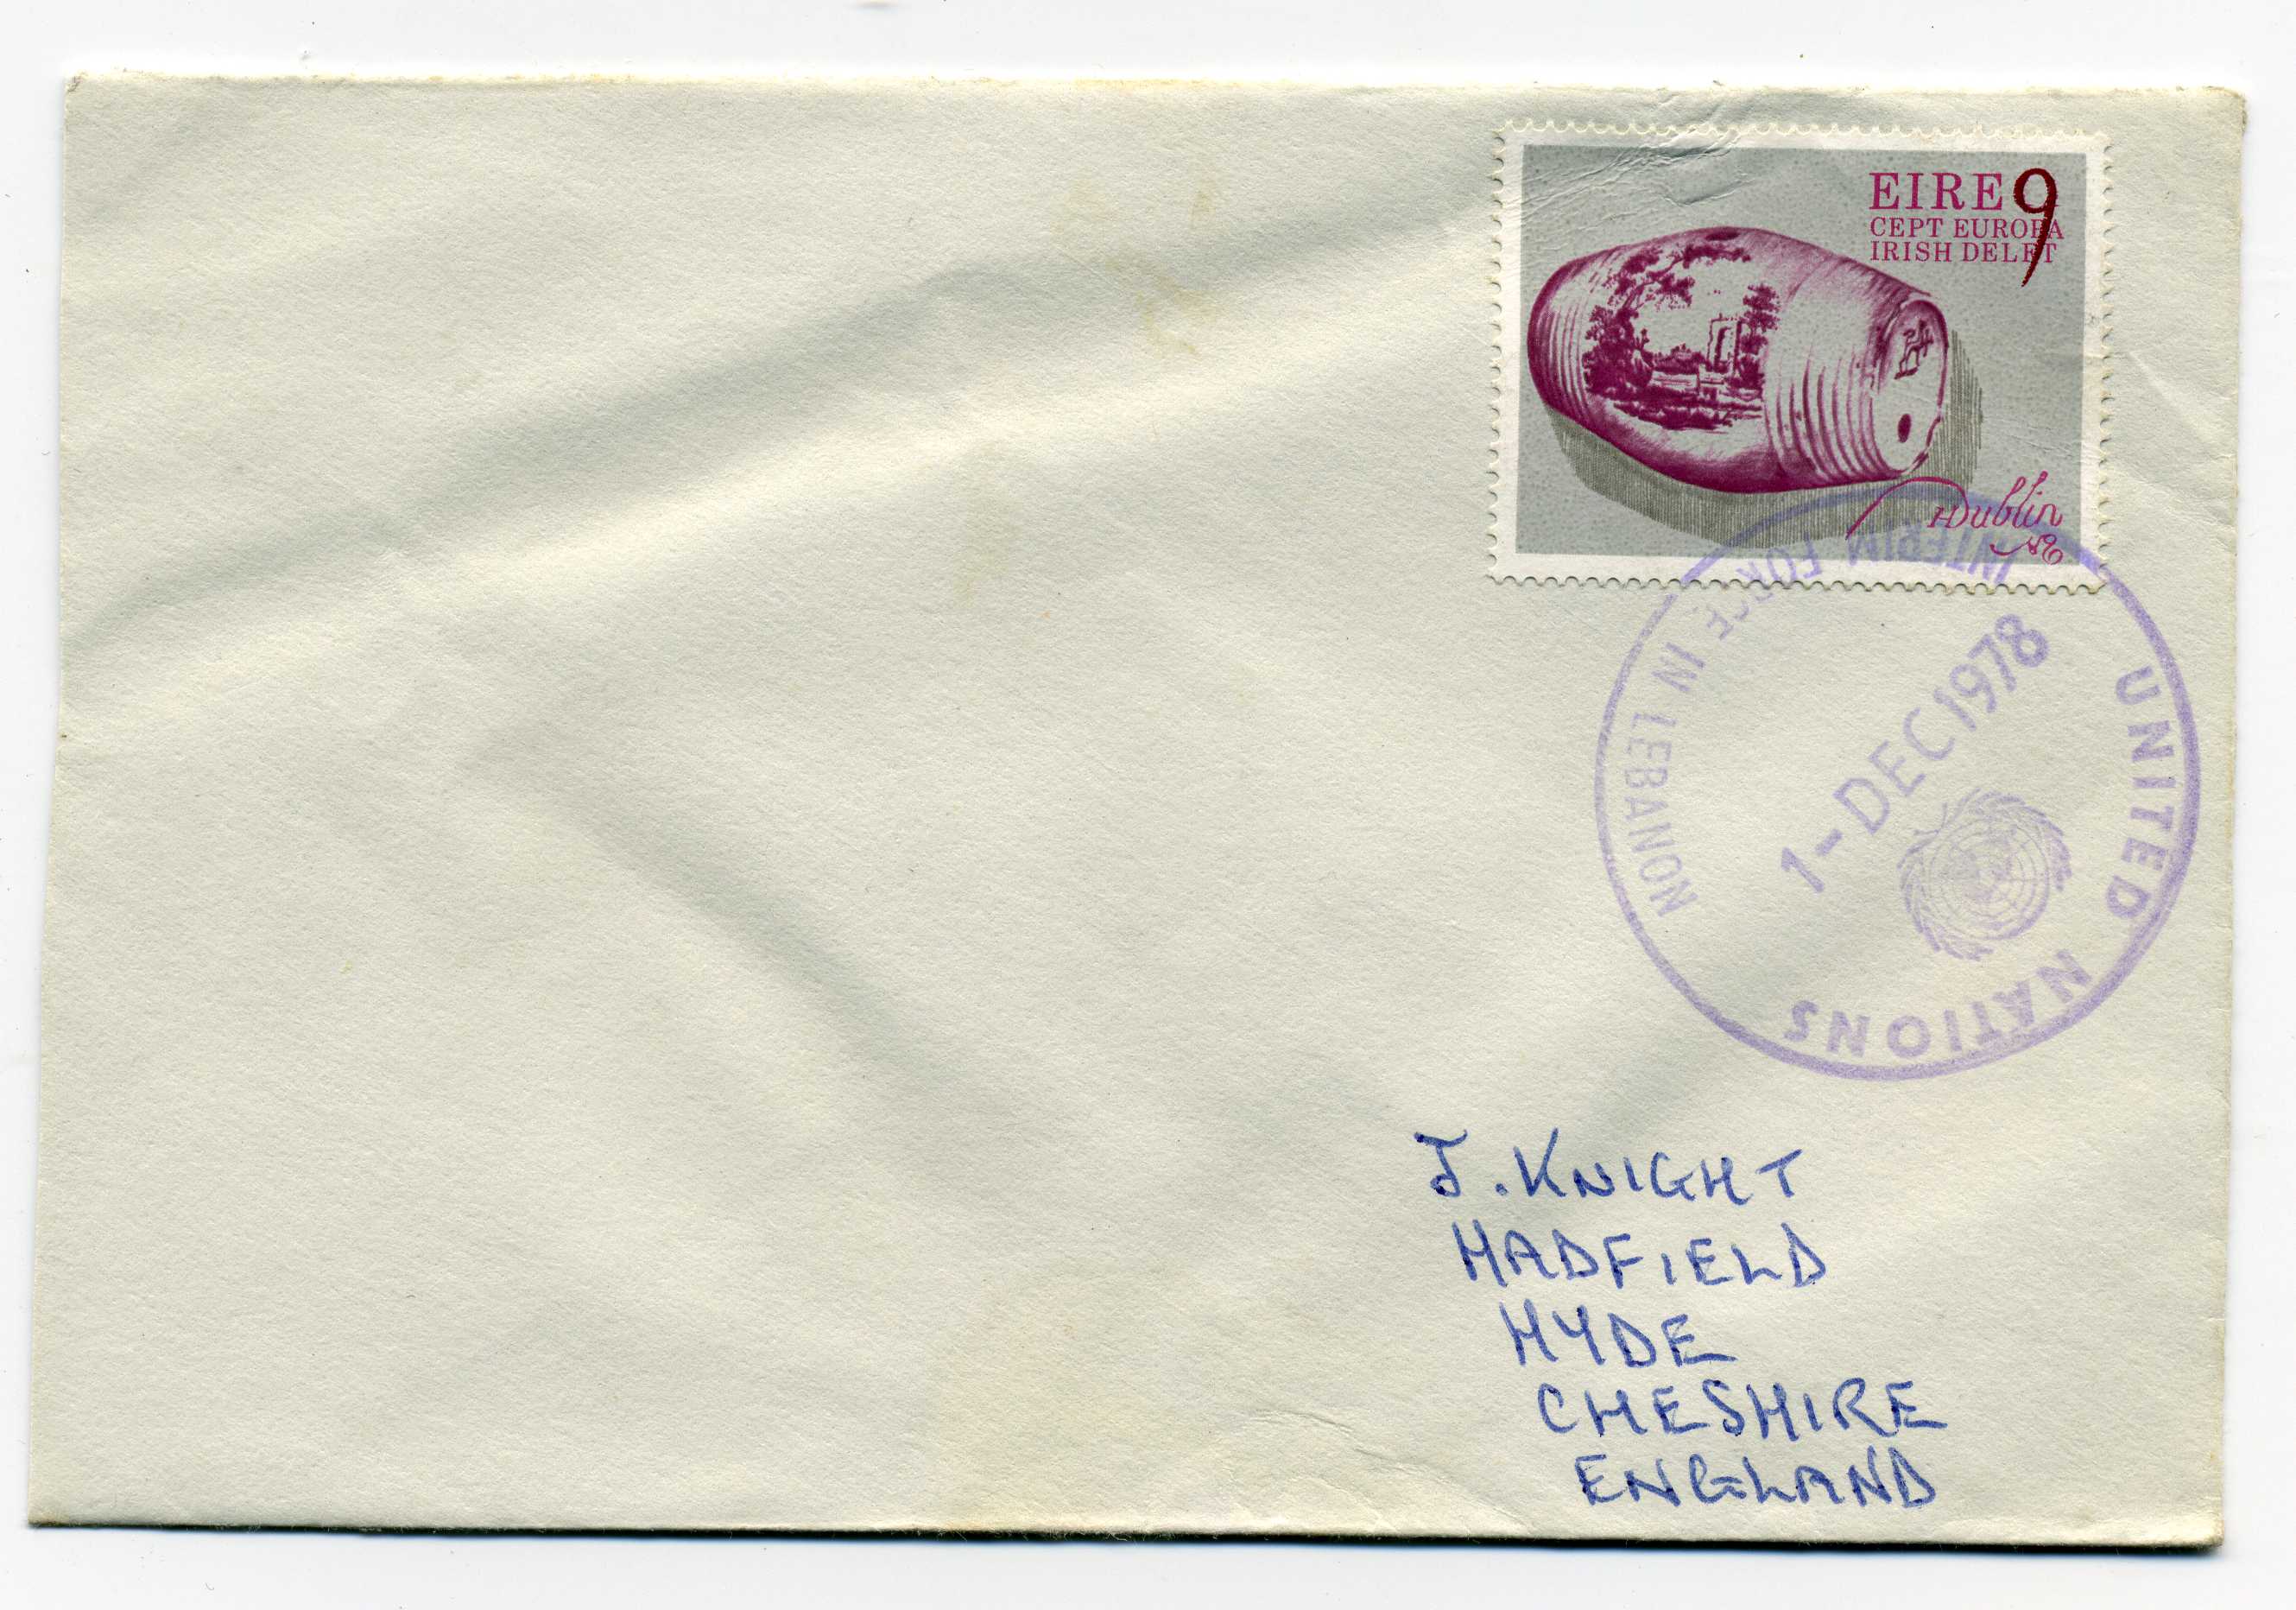 EIRE 9
CEPT EUROPA
IRISH DELFT
Dublin
UNITED NATIONS
INTERIM FORCE IN LEBANON
1-DEC 1978
J. KNIGHT
HADFIELD
HYDE
CHESHIRE
ENGLAND